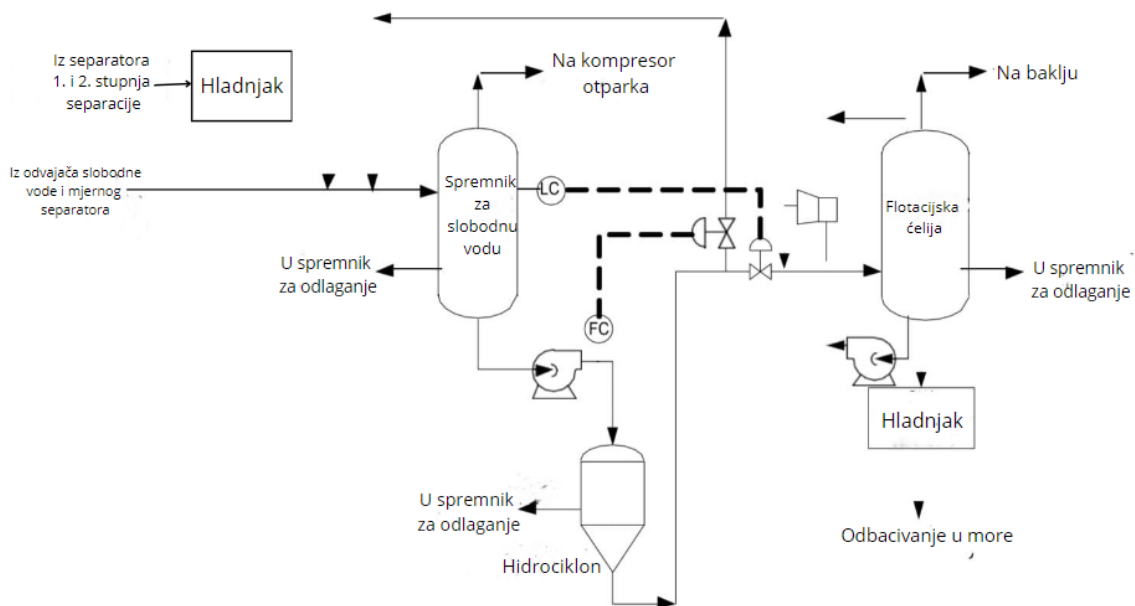 Iz separatora
1. i 2. stupnja
separacije
Hladnjak
Na kompresor
otparka
Na baklju
Iz odvajača slobodne
vode i mjernog
separatora
Spremnik
za
slobodnu
vodu
LC
Flotacijska
ćelija
U spremnik
za odlaganje
U spremnik
za odlaganje
FC
Hladnjak
U spremnik
za odlaganje
Hidrociklon
Odbacivanje u more